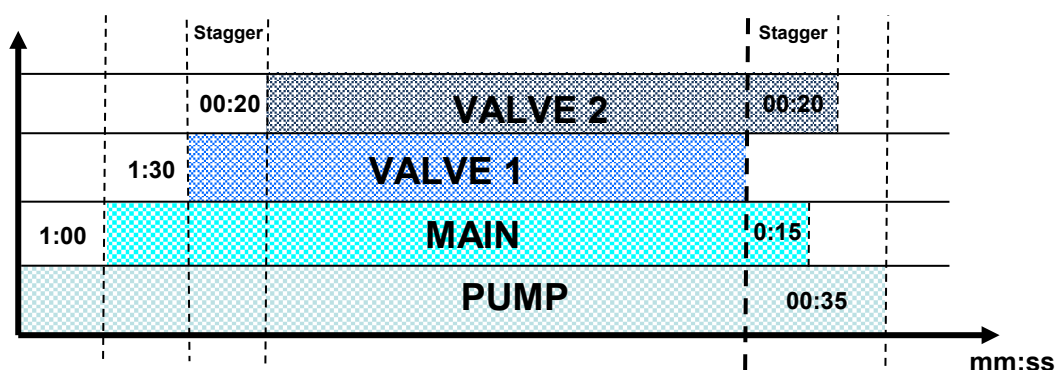 Stagger Stagger
00:20 VALVE 2 00:20
1:30 VALVE 1
1:00 MAIN 0:15
PUMP 00:35
mm:ss